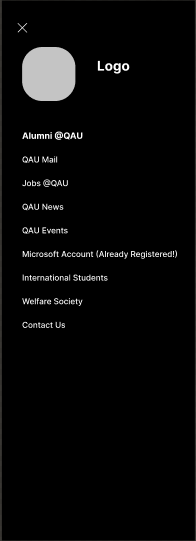 Logo
Alumni @QAU
QAU Mail
Jobs @QAU
QAU News
QAU Events
Microsoft Account (Already Registered!)
International Students
Welfare Society
Contact Us